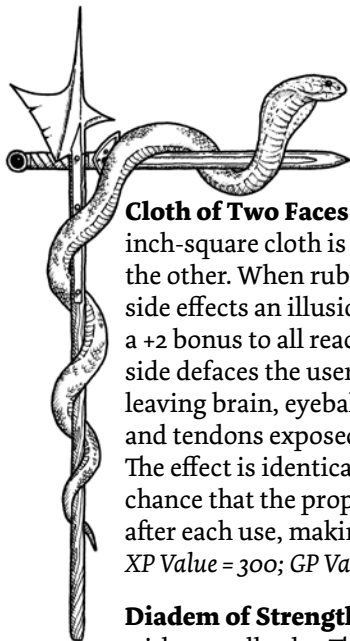 Cloth of Two Faces
inch-square cloth is
the other. When rub
side effects an illusio
a +2 bonus to all reac
side defaces the user
leaving brain, eyebal
and tendons exposed
The effect is identica
chance that the prop
after each use, makin
XP Value = 300; GP Va
Diadem of Strength